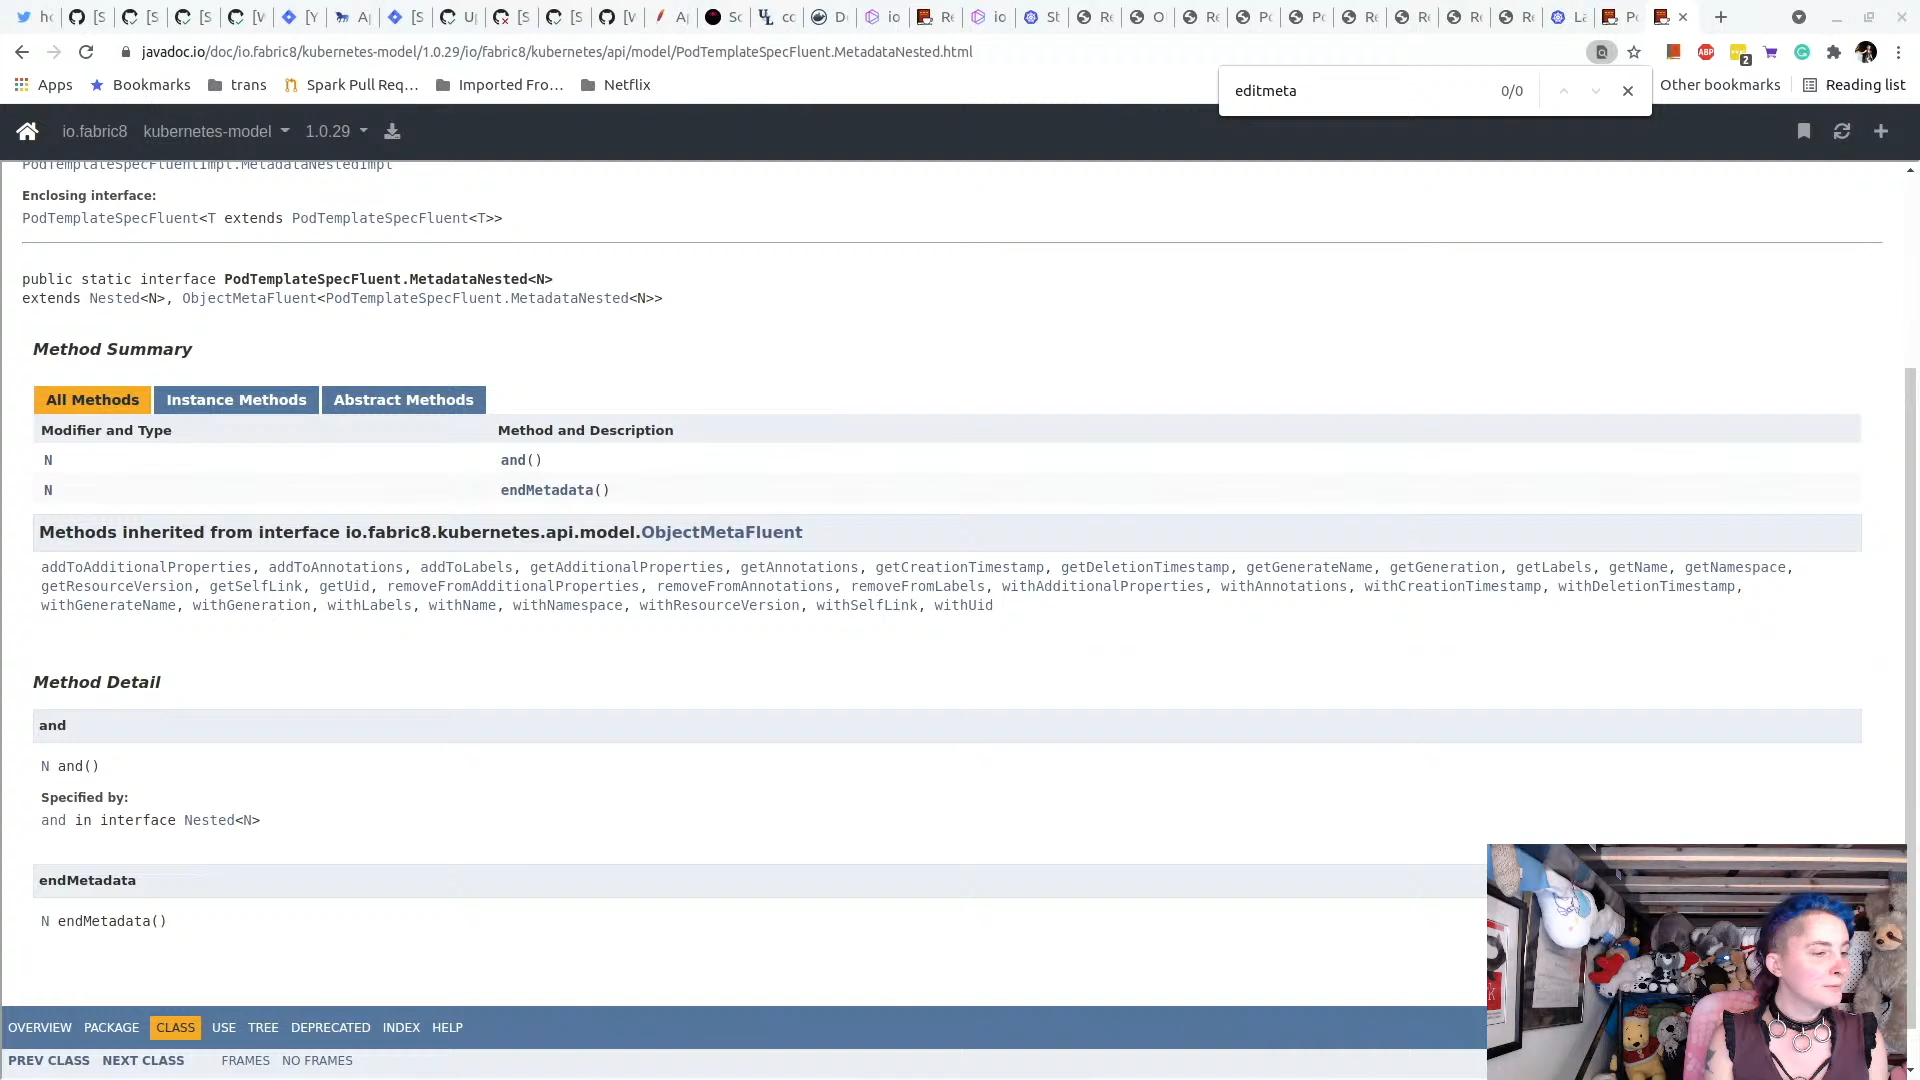 javadoc.io/doc/io.fabric8/kubernetes-model/1.0.29/io/fabric8/kubernetes/api/model/PodTemplateSpecFluent.MetadataNested.html
Apps Bookmarks trans Spark Pull Req... Imported Fro... Netflix
editmeta 0/0
Other bookmarks Reading list
io.fabric8 kubernetes-model 1.0.29
PodTemplateSpecFluentImpl.MetadataNestedImpl
Enclosing interface:
PodTemplateSpecFluent<T extends PodTemplateSpecFluent<T>>
public static interface PodTemplateSpecFluent.MetadataNested<N>
extends Nested<N>, ObjectMetaFluent<PodTemplateSpecFluent.MetadataNested<N>>
Method Summary
All Methods Instance Methods Abstract Methods
Modifier and Type Method and Description
N and()
N endMetadata()
Methods inherited from interface io.fabric8.kubernetes.api.model.ObjectMetaFluent
addToAdditionalProperties, addToAnnotations, addToLabels, getAdditionalProperties, getAnnotations, getCreationTimestamp, getDeletionTimestamp, getGenerateName, getGeneration, getLabels, getName, getNamespace,
getResourceVersion, getSelfLink, getUid, removeFromAdditionalProperties, removeFromAnnotations, removeFromLabels, withAdditionalProperties, withAnnotations, withCreationTimestamp, withDeletionTimestamp,
withGenerateName, withGeneration, withLabels, withName, withNamespace, withResourceVersion, withSelfLink, withUid
Method Detail
and
N and()
Specified by:
and in interface Nested<N>
endMetadata
N endMetadata()
OVERVIEW PACKAGE CLASS USE TREE DEPRECATED INDEX HELP
PREV CLASS NEXT CLASS FRAMES NO FRAMES